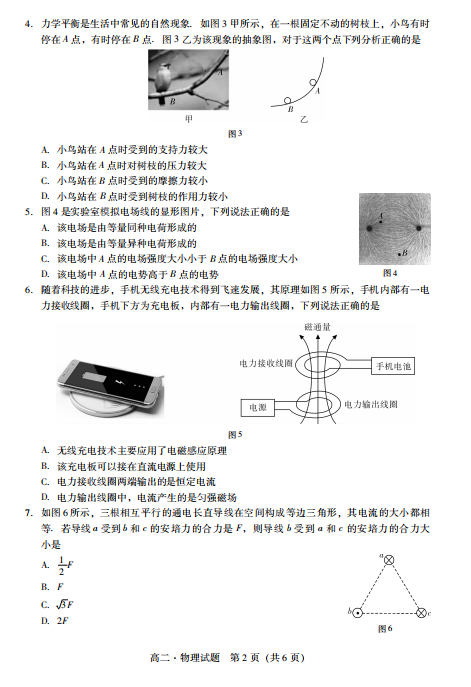 4. 力学平衡是生活中常见的自然现象. 如图 3 甲所示，在一根固定不动的树枝上，小鸟有时
停在 A 点，有时停在 B 点. 图 3 乙为该现象的抽象图，对于这两个点下列分析正确的是
A
B
A
B
甲
乙
图 3
A. 小鸟站在 A 点时受到的支持力较大
B. 小鸟站在 A 点时对树枝的压力较大
C. 小鸟站在 B 点时受到的摩擦力较小
D. 小鸟站在 B 点时受到树枝的作用力较小
5. 图 4 是实验室模拟电场线的显形图片，下列说法正确的是
A. 该电场是由等量同种电荷形成的
B. 该电场是由等量异种电荷形成的
C. 该电场中 A 点的电场强度大小小于 B 点的电场强度大小
D. 该电场中 A 点的电势高于 B 点的电势
A
B
图 4
6. 随着科技的进步，手机无线充电技术得到飞速发展，其原理如图 5 所示，手机内部有一电
力接收线圈，手机下方为充电板，内部有一电力输出线圈，下列说法正确的是
磁通量
电力接收线圈
手机电池
电源
电力输出线圈
图 5
A. 无线充电技术主要应用了电磁感应原理
B. 该充电板可以接在直流电源上使用
C. 电力接收线圈两端输出的是恒定电流
D. 电力输出线圈中，电流产生的是匀强磁场
7. 如图 6 所示，三根相互平行的通电长直导线在空间构成等边三角形，其电流的大小都相
等. 若导线 a 受到 b 和 c 的安培力的合力是 F，则导线 b 受到 a 和 c 的安培力的合力大
小是
A. 1/2 F
B. F
C. √3F
D. 2F
a
b
c
图 6
高二 · 物理试题 第 2 页（共 6 页）